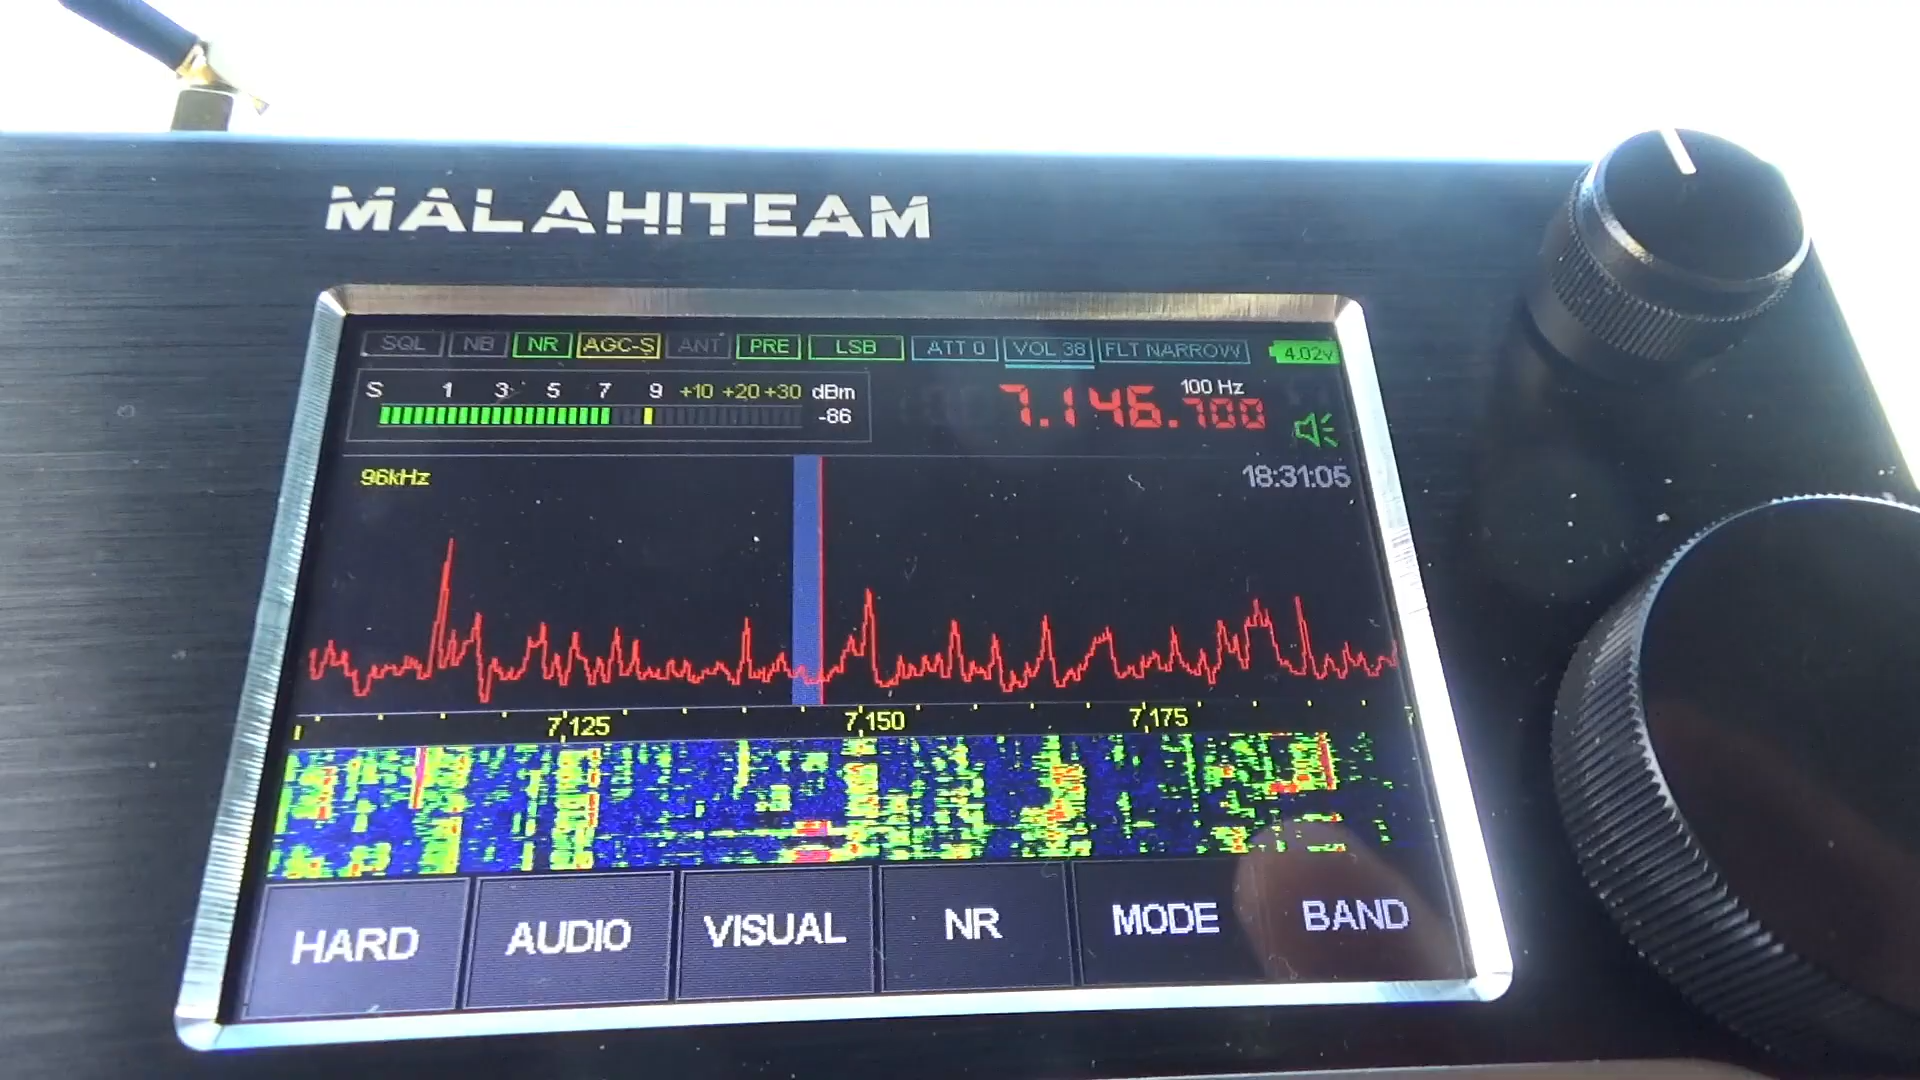 MALAHITEAM
SQL NB NR AGC-S ANT PRE LSB ATT 0 VOL 38 FLT NARROW 4.02v
S 1 3 5 7 9 +10 +20 +30 dBm
-86
100 Hz
7.146.700
96kHz 18:31:05
7,125 7,150 7,175
HARD AUDIO VISUAL NR MODE BAND